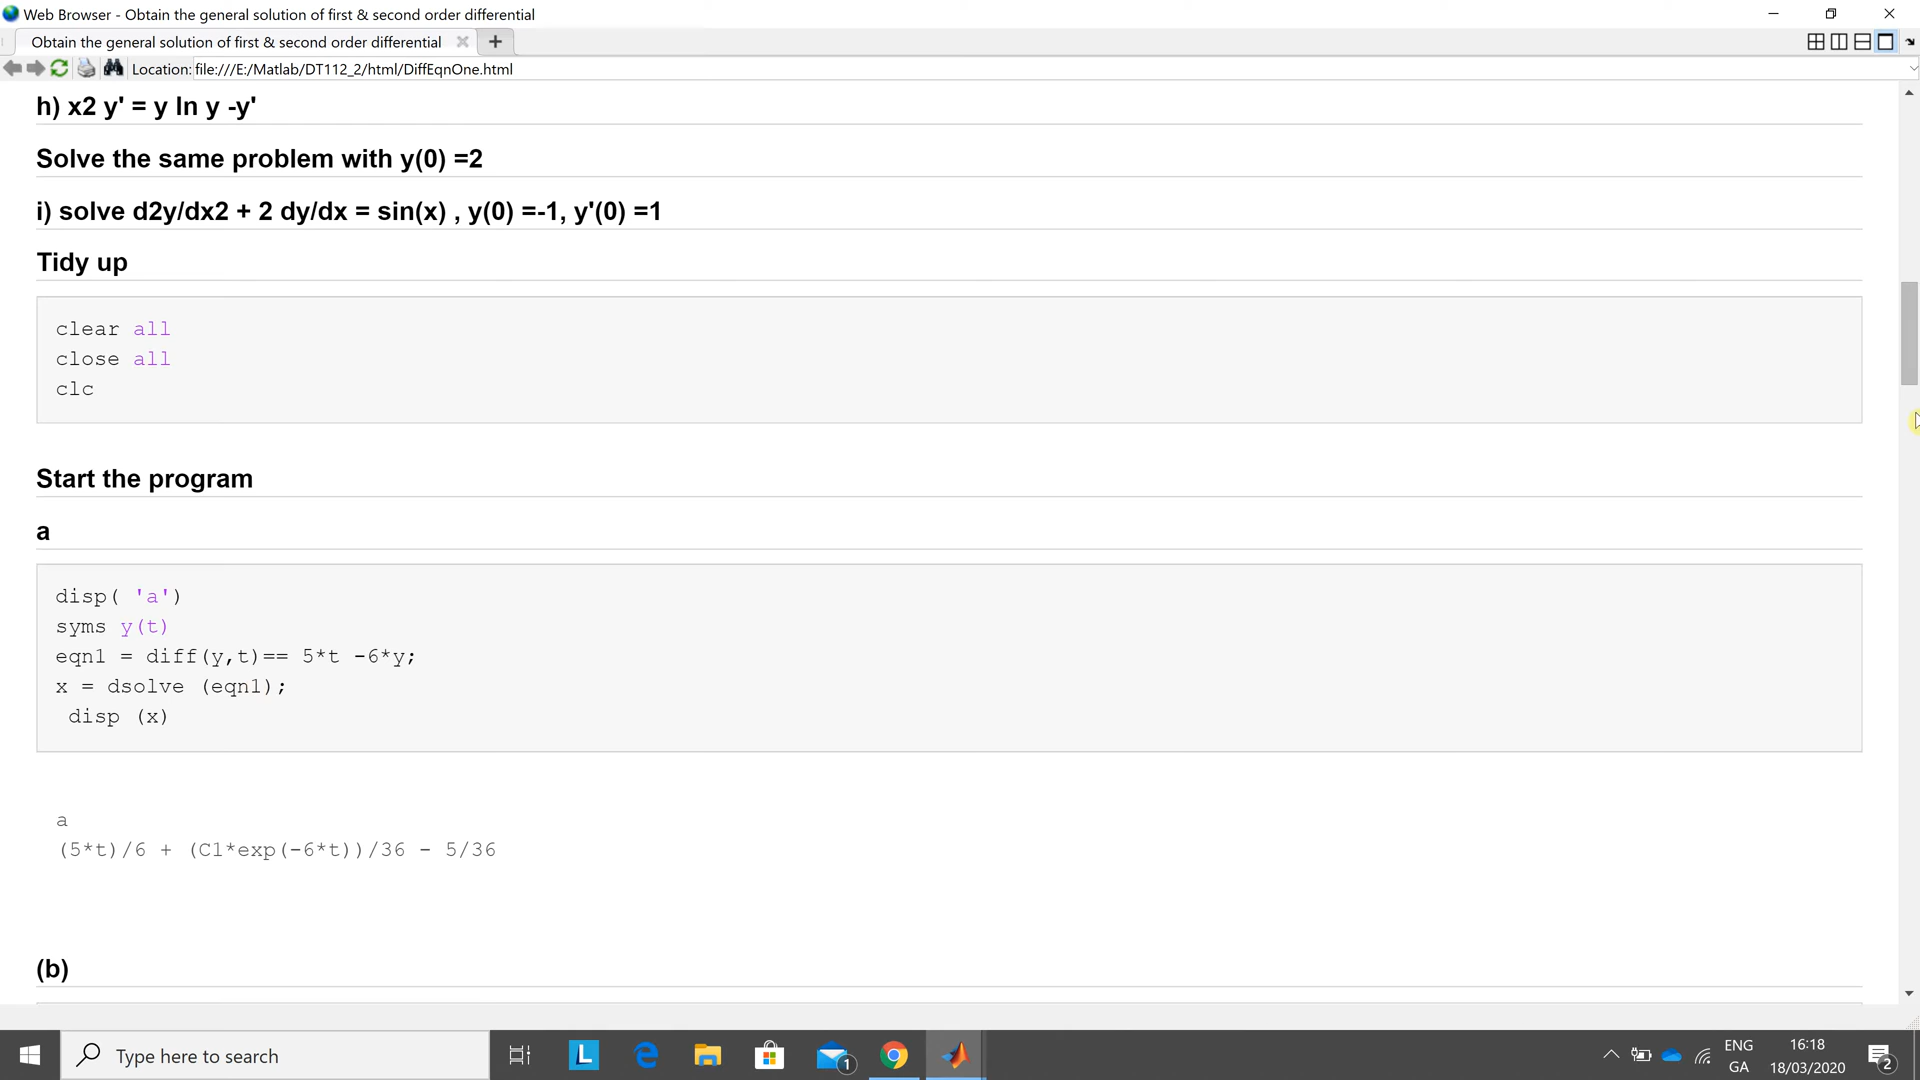 Web Browser - Obtain the general solution of first & second order differential
Obtain the general solution of first & second order differential
Location: file:///E:/Matlab/DT112_2/html/DiffEqnOne.html
h) x2 y' = y ln y -y'
Solve the same problem with y(0) =2
i) solve d2y/dx2 + 2 dy/dx = sin(x) , y(0) =-1, y'(0) =1
Tidy up
clear all
close all
clc
Start the program
a
disp( 'a')
syms y(t)
eqn1 = diff(y,t)== 5*t -6*y;
x = dsolve (eqn1);
disp (x)
a
(5*t)/6 + (C1*exp(-6*t))/36 - 5/36
(b)
Type here to search
L
1
ENG
GA
16:18
18/03/2020
2